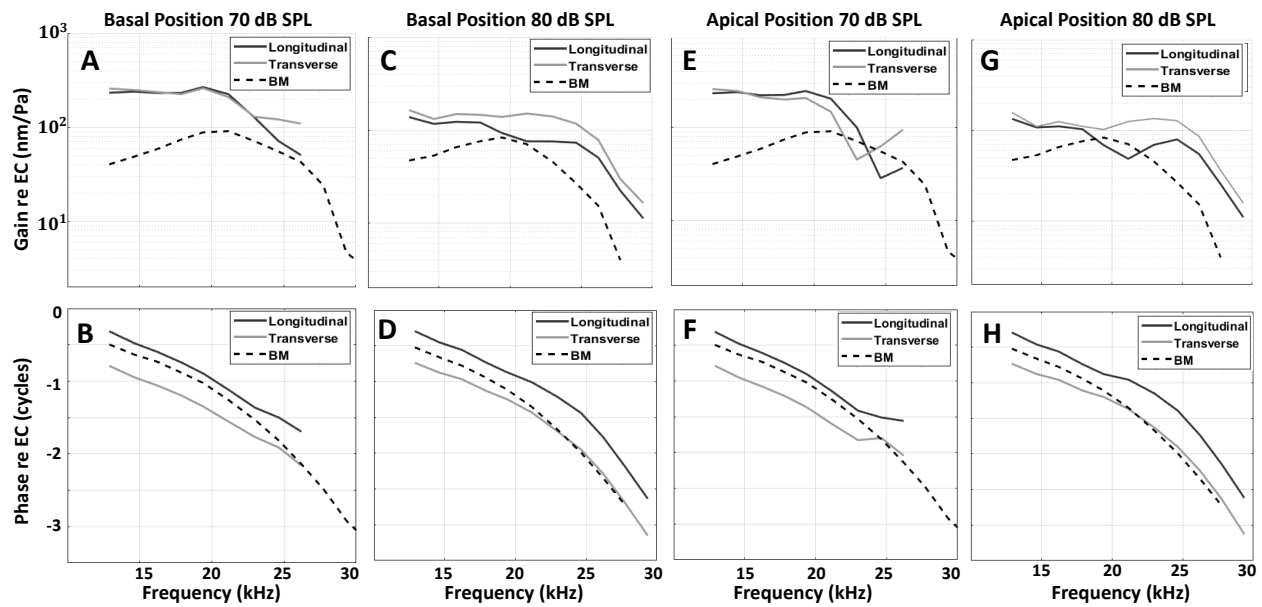 Basal Position 70 dB SPL
Basal Position 80 dB SPL
Apical Position 70 dB SPL
Apical Position 80 dB SPL
Gain re EC (nm/Pa)
10³
10²
10¹
A
Longitudinal
Transverse
BM
C
Longitudinal
Transverse
BM
E
Longitudinal
Transverse
BM
G
Longitudinal
Transverse
BM
Phase re EC (cycles)
0
-1
-2
-3
B
Longitudinal
Transverse
BM
D
Longitudinal
Transverse
BM
F
Longitudinal
Transverse
BM
H
Longitudinal
Transverse
BM
15 20 25 30
15 20 25 30
15 20 25 30
15 20 25 30
Frequency (kHz)
Frequency (kHz)
Frequency (kHz)
Frequency (kHz)